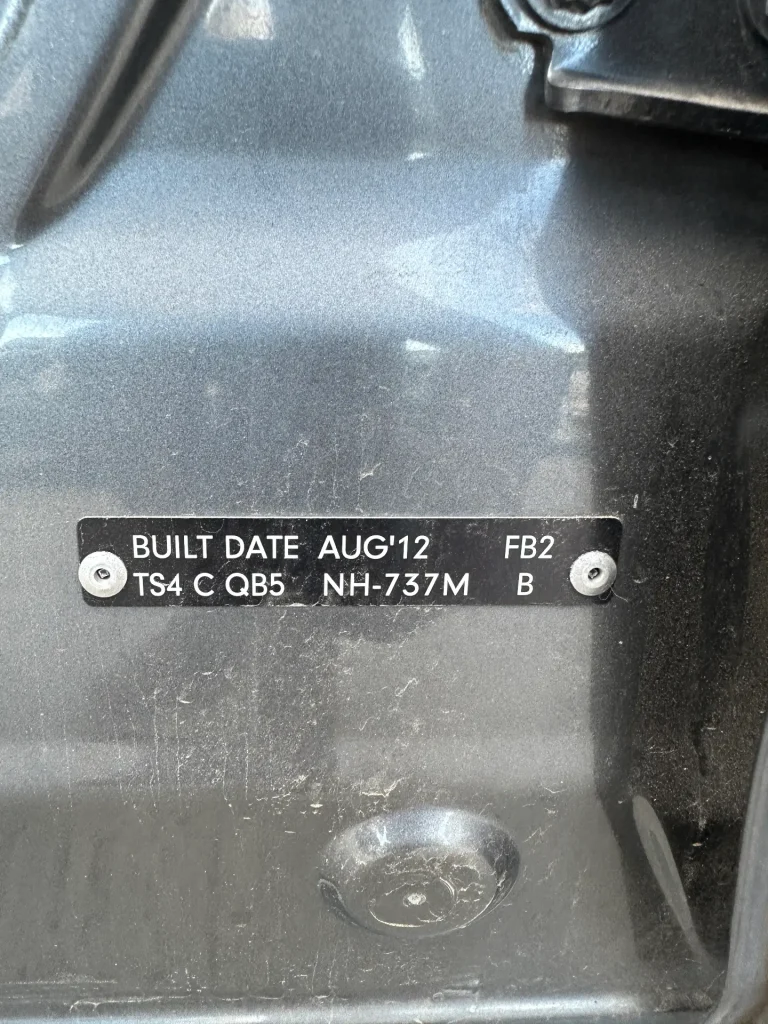 BUILT DATE AUG'12 FB2
TS4 C QB5 NH-737M B